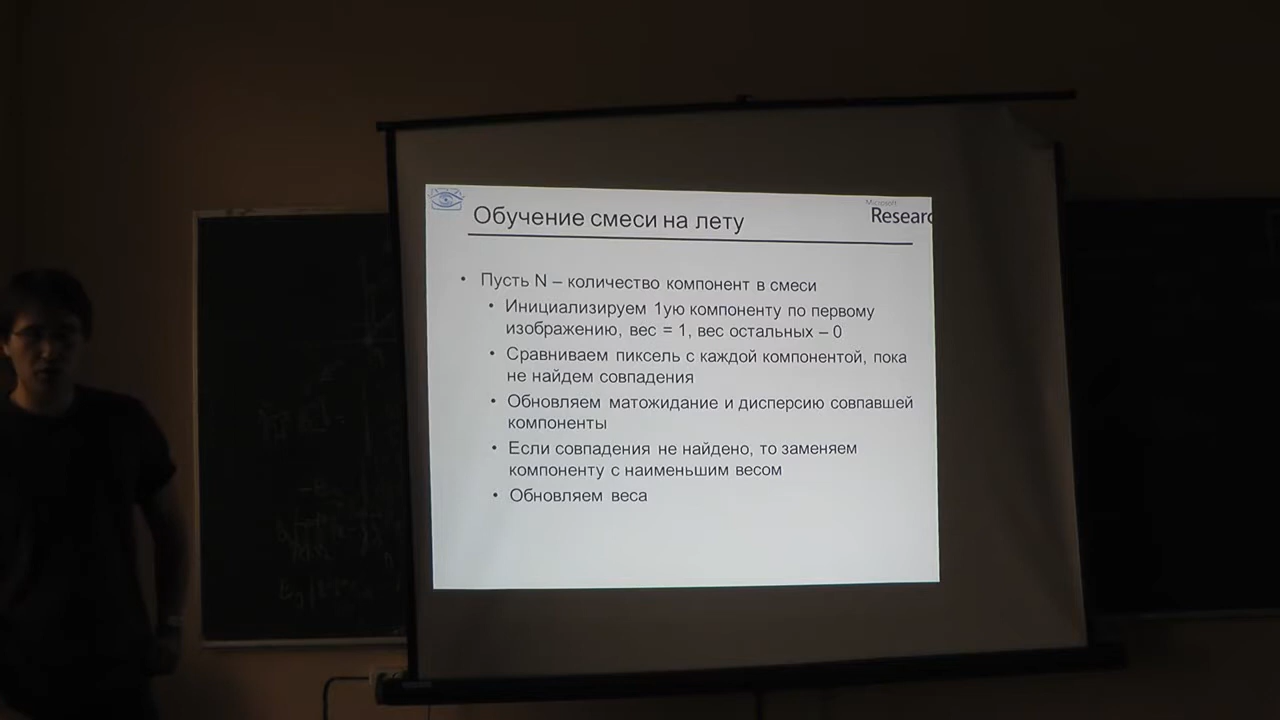 Обучение смеси на лету
Microsoft
Researc
• Пусть N – количество компонент в смеси
• Инициализируем 1ую компоненту по первому
изображению, вес = 1, вес остальных – 0
• Сравниваем пиксель с каждой компонентой, пока
не найдем совпадения
• Обновляем матожидание и дисперсию совпавшей
компоненты
• Если совпадения не найдено, то заменяем
компоненту с наименьшим весом
• Обновляем веса